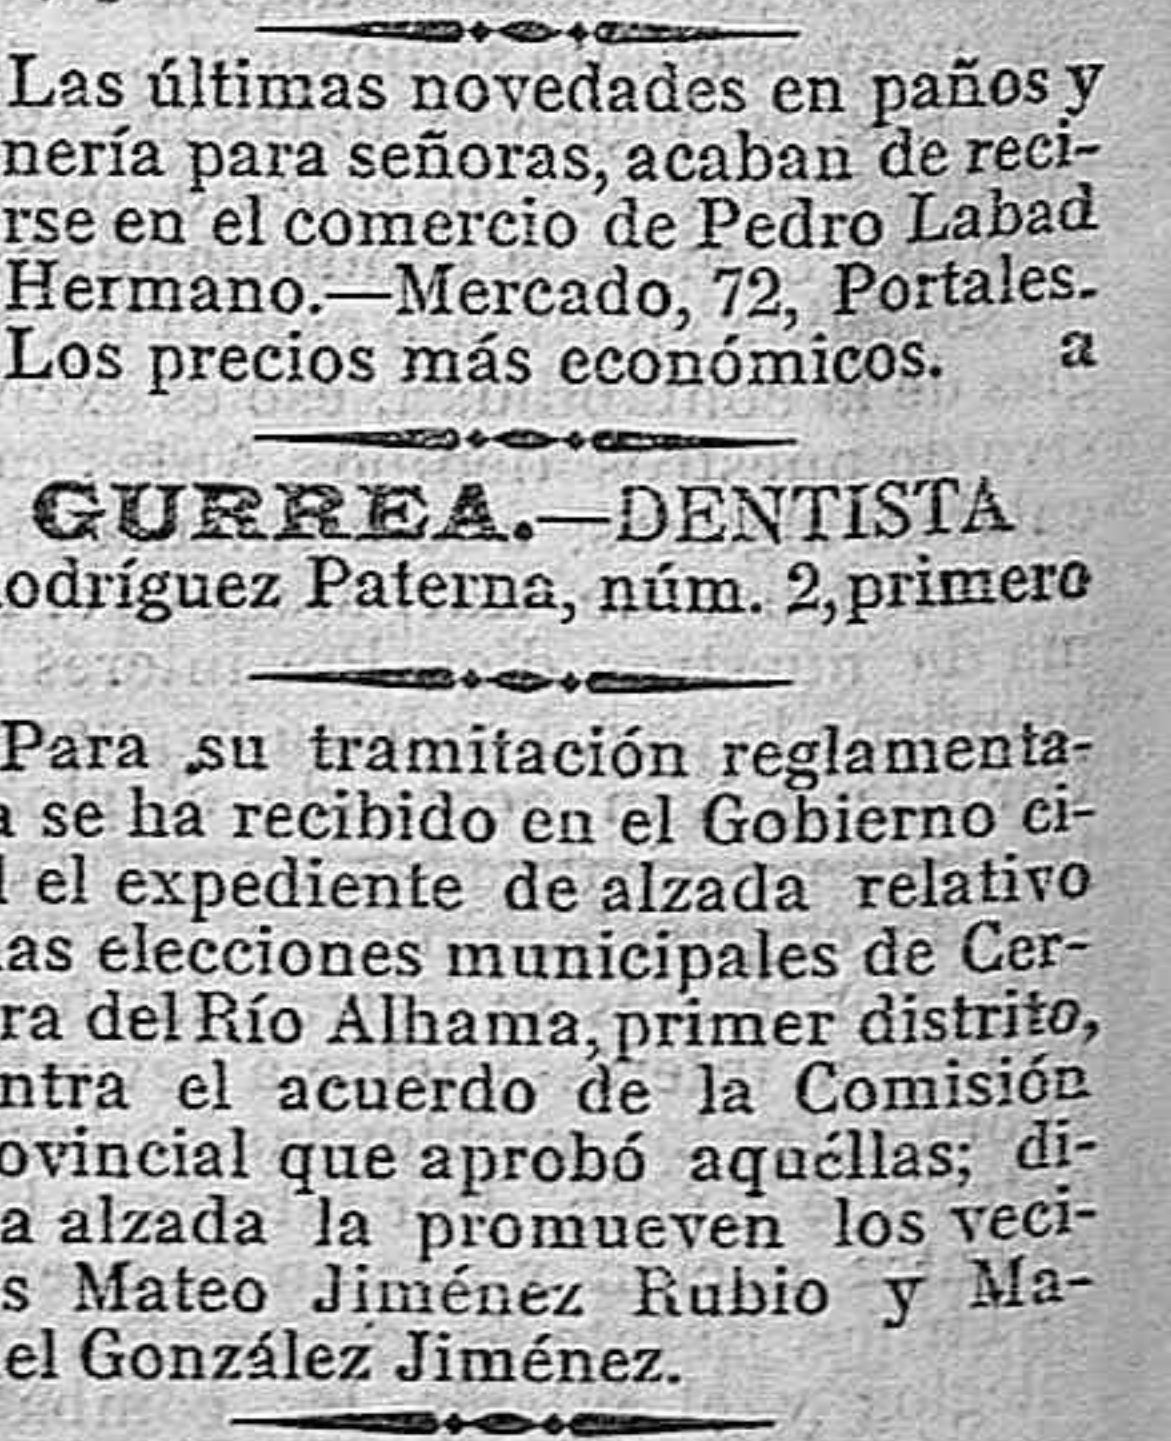 Las últimas novedades en paños y
nería para señoras, acaban de reci-
rse en el comercio de Pedro Labad
Hermano.—Mercado, 72, Portales.
Los precios más económicos. a
GURREA.—DENTISTA
odríguez Paterna, núm. 2, primero
Para su tramitación reglamenta-
a se ha recibido en el Gobierno ci-
l el expediente de alzada relativo
las elecciones municipales de Cer-
ra del Río Alhama, primer distrito,
ntra el acuerdo de la Comisión
ovincial que aprobó aquéllas; di-
a alzada la promueven los veci-
s Mateo Jiménez Rubio y Ma-
el González Jiménez.